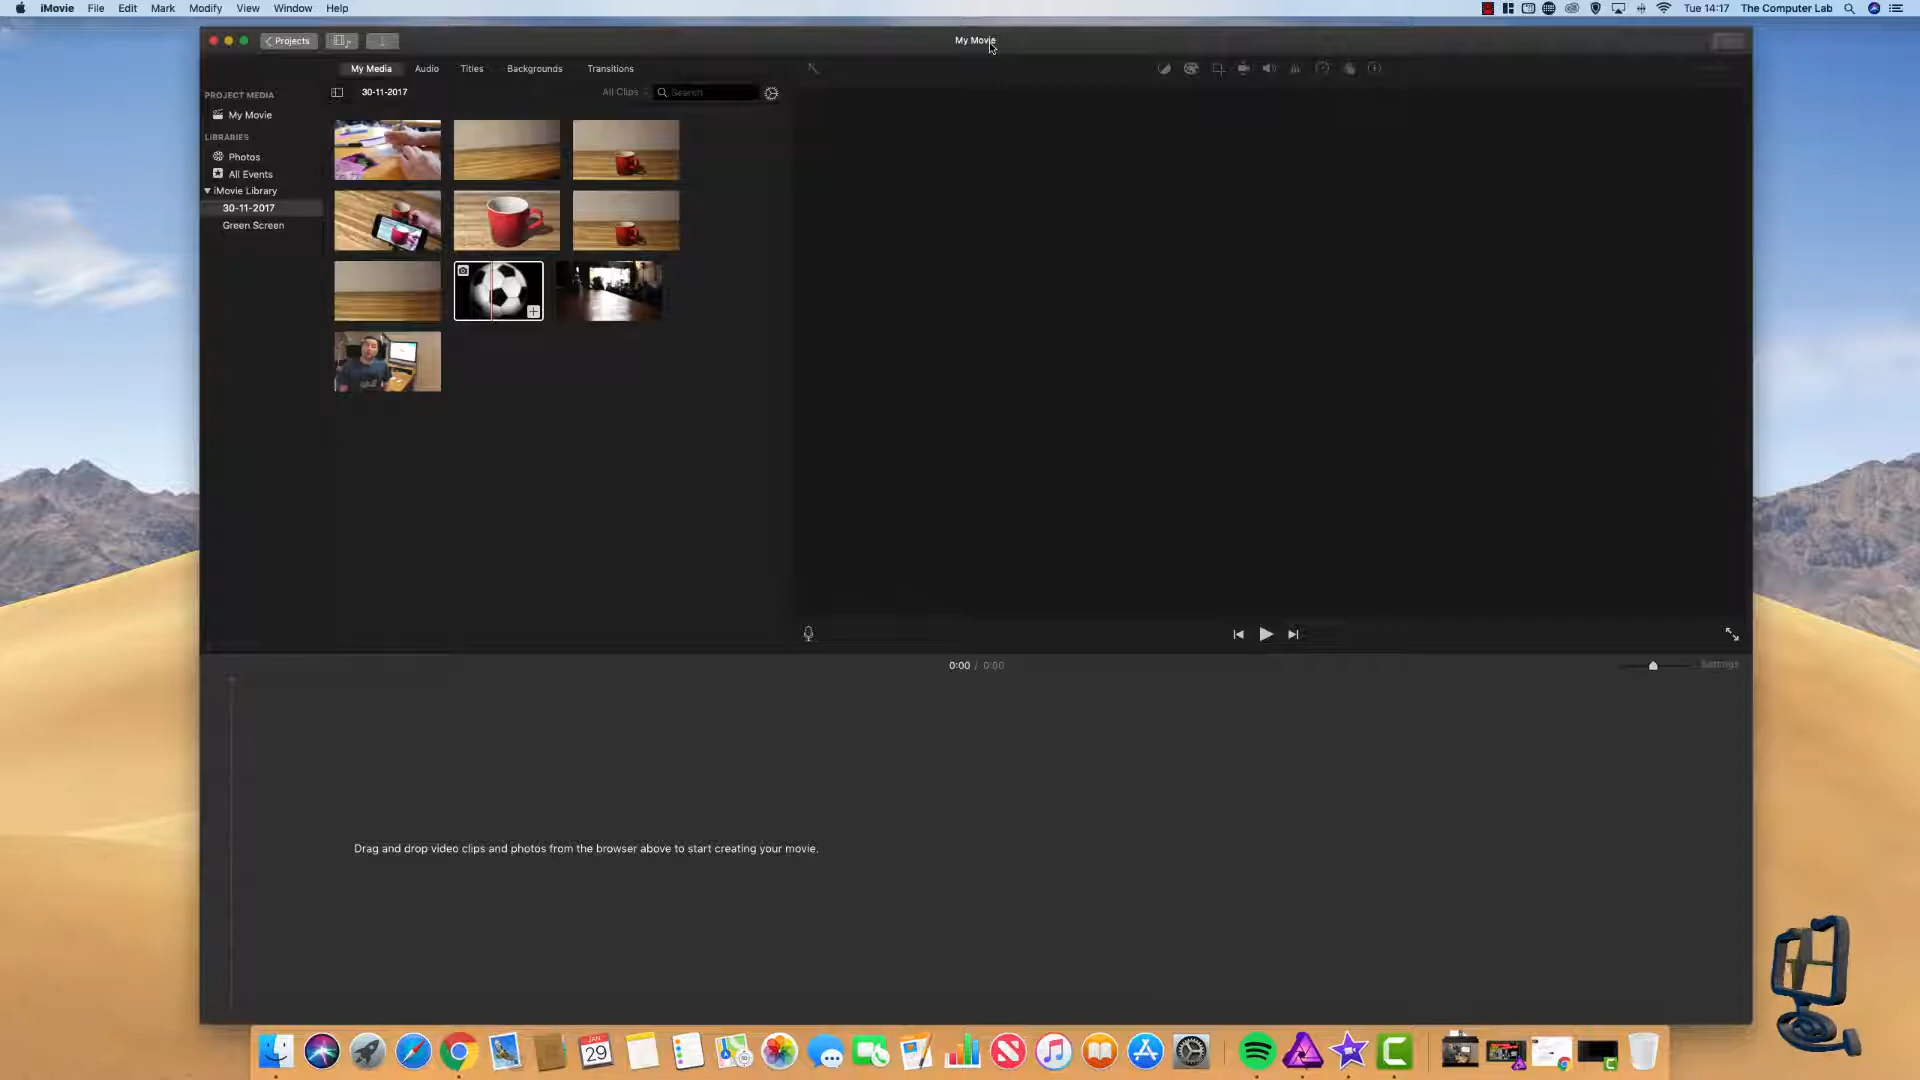 iMovie File Edit Mark Modify View Window Help
Tue 14:17 The Computer Lab
Projects
My Movie
My Media Audio Titles Backgrounds Transitions
PROJECT MEDIA
My Movie
LIBRARIES
Photos
All Events
iMovie Library
30-11-2017
Green Screen
30-11-2017
All Clips
Search
0:00 / 0:00
Settings
Drag and drop video clips and photos from the browser above to start creating your movie.
JAN
29